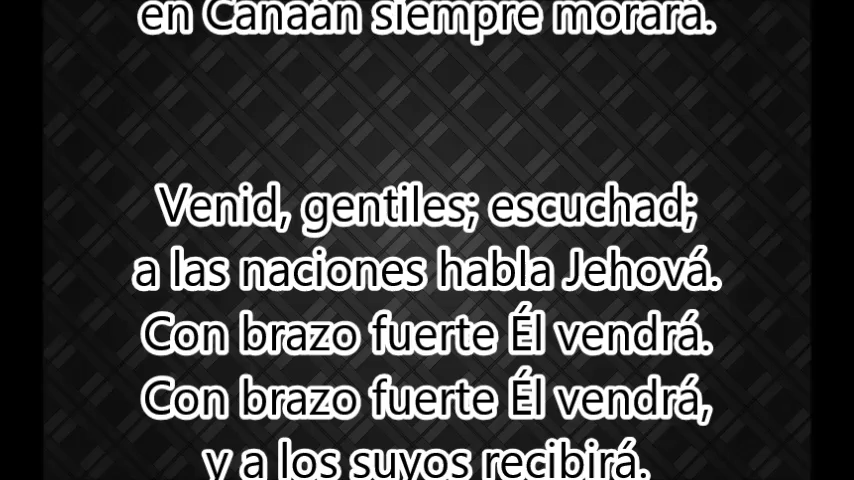 en Canaán siempre morará.
Venid, gentiles; escuchad;
a las naciones habla Jehová.
Con brazo fuerte Él vendrá.
Con brazo fuerte Él vendrá,
y a los suyos recibirá.